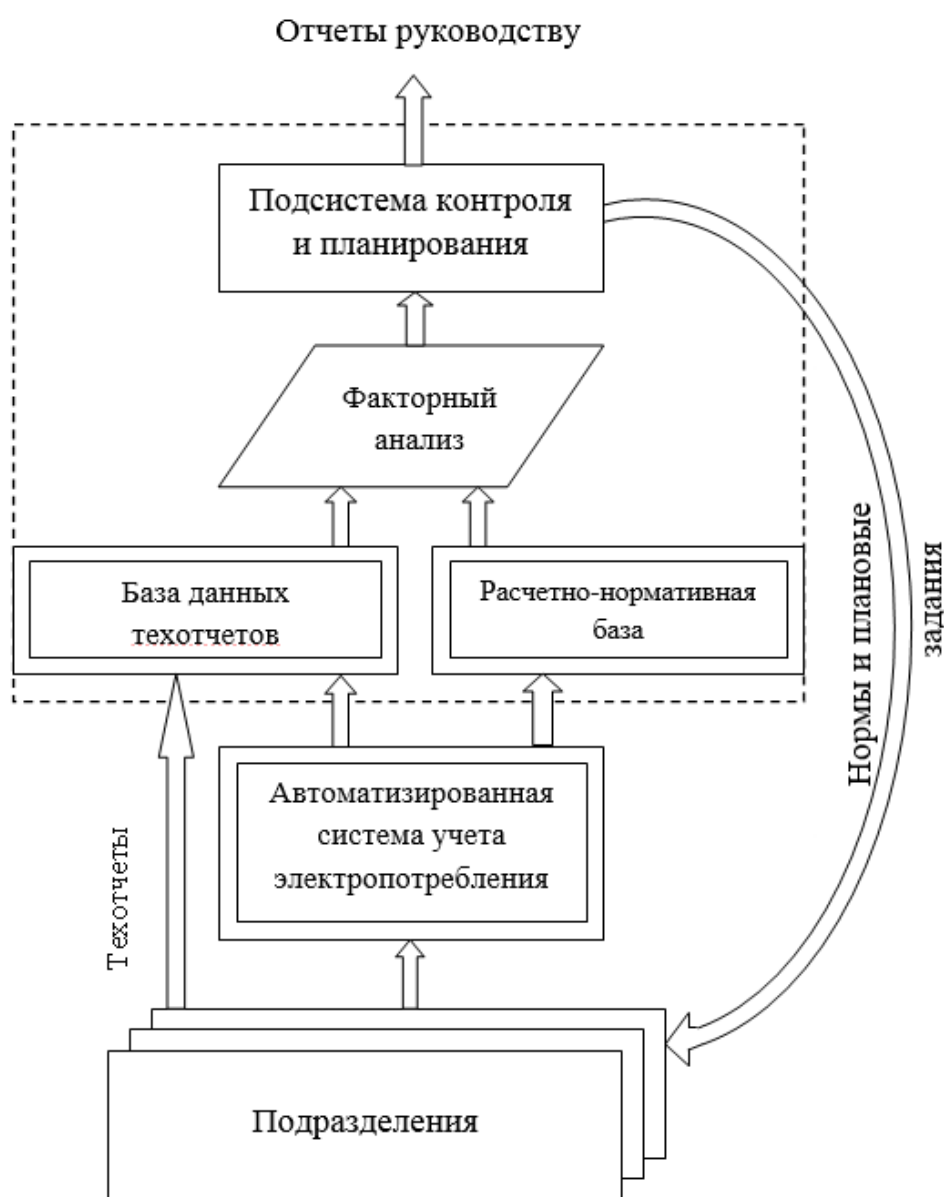 Отчеты руководству
Подсистема контроля
и планирования
Факторный
анализ
База данных
техотчетов
Расчетно-нормативная
база
Нормы и плановые
задания
Автоматизированная
система учета
электропотребления
Техотчеты
Подразделения